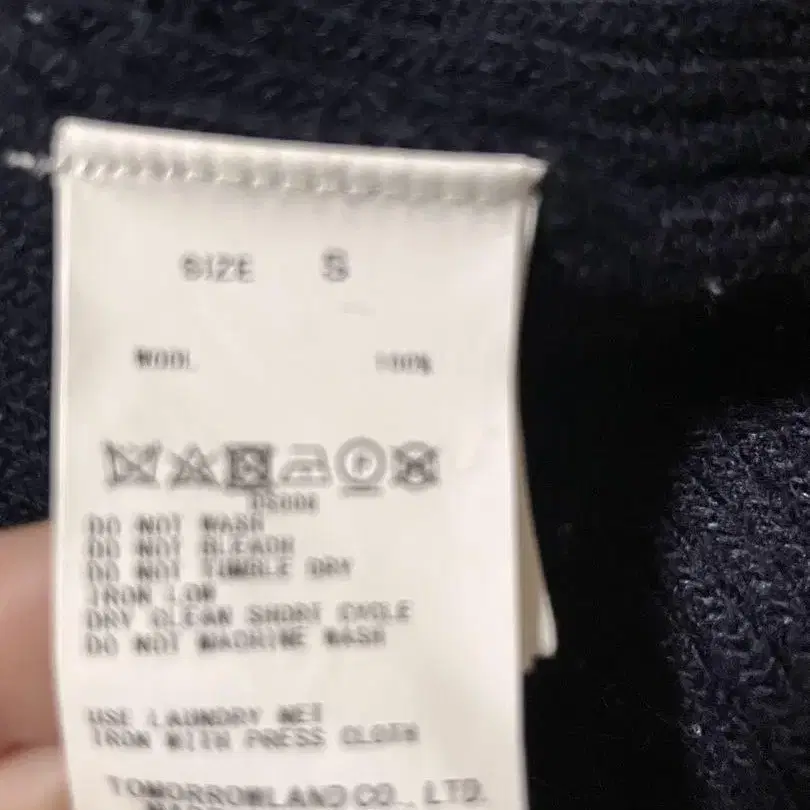 SIZE S
WOOL 100%
P
DO NOT WASH
DO NOT BLEACH
DO NOT TUMBLE DRY
IRON LOW
DRY CLEAN SHORT CYCLE
DO NOT MACHINE WASH
USE LAUNDRY NET
IRON WITH PRESS CLOTH
TOMORROWLAND CO., LTD.